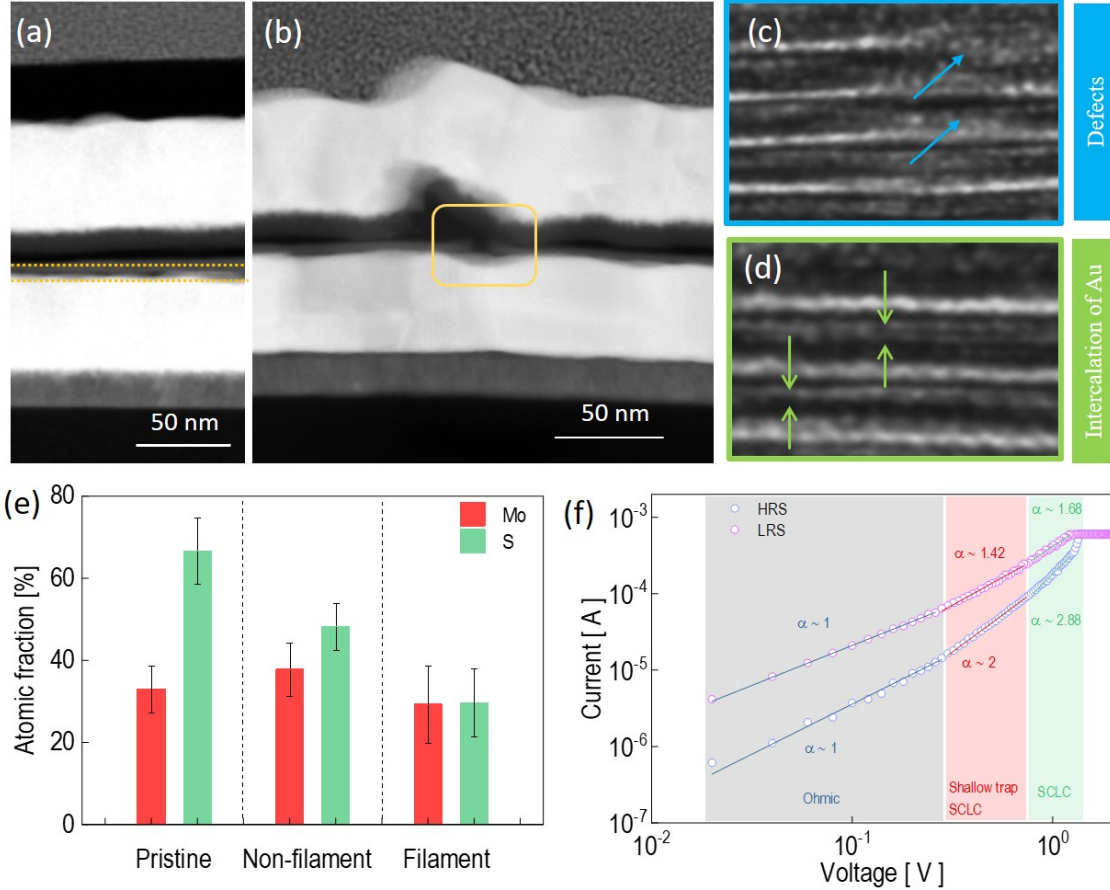 (a)
50 nm
(b)
50 nm
(c)
Defects
(d)
Intercalation of Au
(e)
Atomic fraction [%]
80
60
40
20
0
Mo
S
Pristine
Non-filament
Filament
(f)
Current[ A ]
10⁻³
10⁻⁴
10⁻⁵
10⁻⁶
10⁻⁷
HRS
LRS
α ~ 1.68
α ~ 1.42
α ~ 1
α ~ 2.88
α ~ 2
α ~ 1
Ohmic
Shallow trap
SCLC
SCLC
10⁻²
10⁻¹
10⁰
Voltage [ V ]